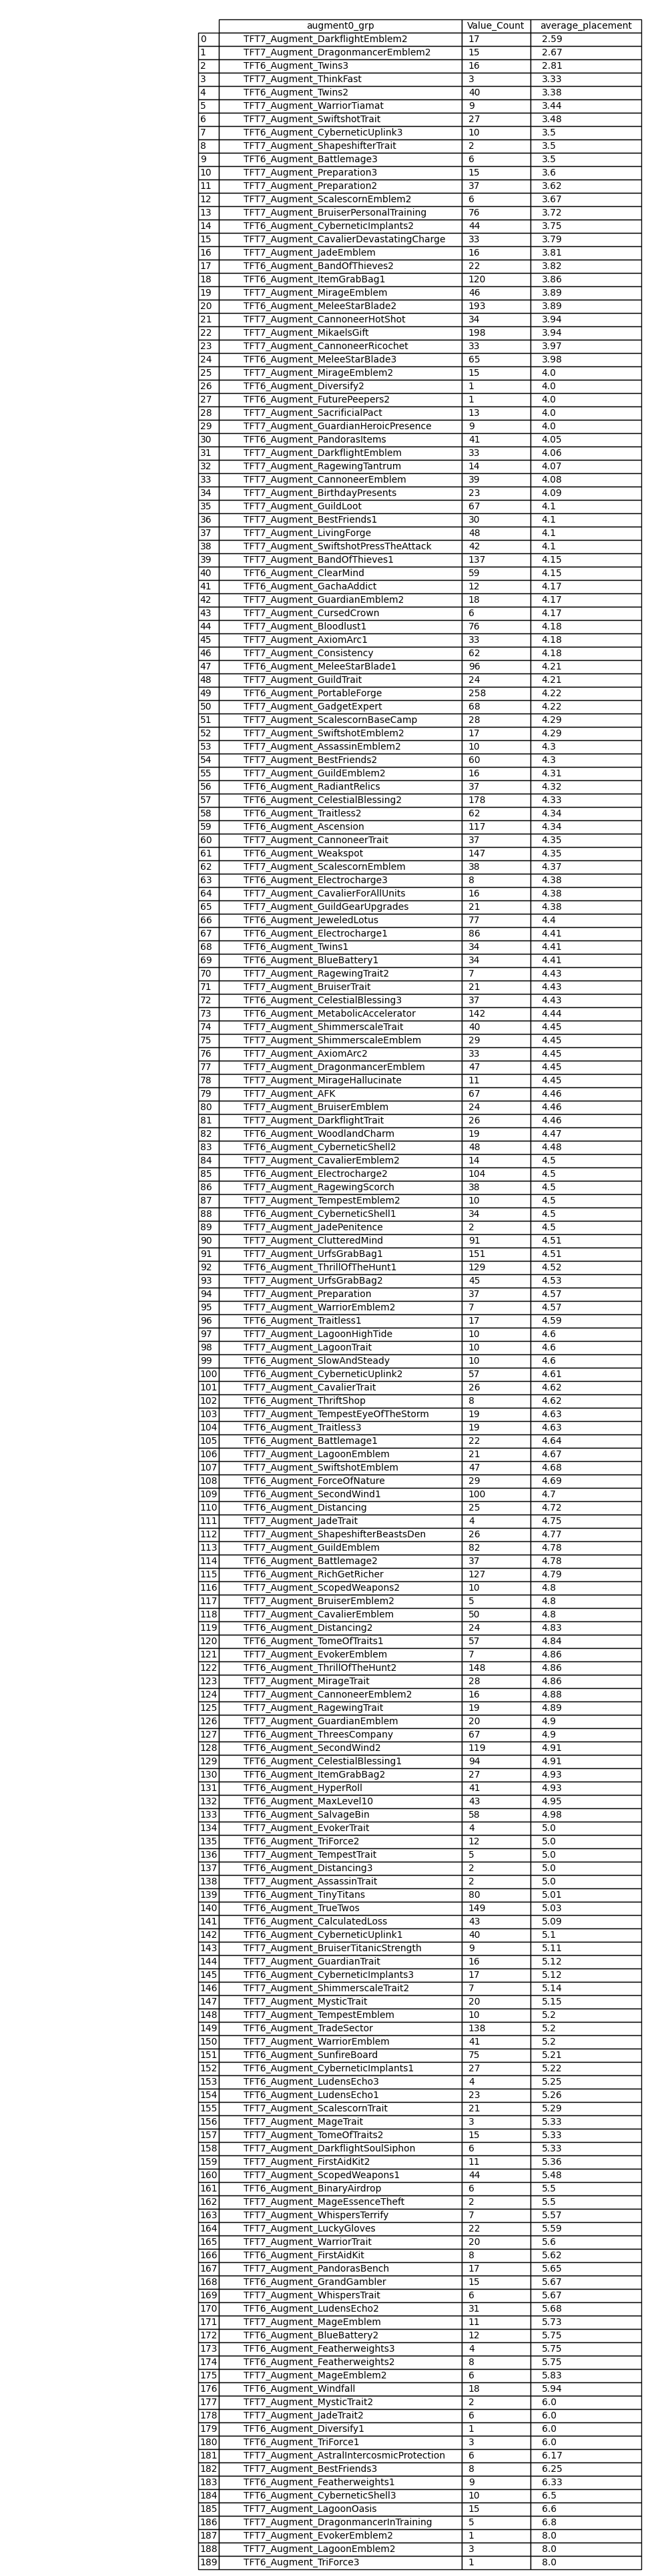 augment0_grp Value_Count average_placement
0 TFT7_Augment_DarkflightEmblem2 17 2.59
1 TFT7_Augment_DragonmancerEmblem2 15 2.67
2 TFT6_Augment_Twins3 16 2.81
3 TFT7_Augment_ThinkFast 3 3.33
4 TFT6_Augment_Twins2 40 3.38
5 TFT7_Augment_WarriorTiamat 9 3.44
6 TFT7_Augment_SwiftshotTrait 27 3.48
7 TFT6_Augment_CyberneticUplink3 10 3.5
8 TFT7_Augment_ShapeshifterTrait 2 3.5
9 TFT6_Augment_Battlemage3 6 3.5
10 TFT7_Augment_Preparation3 15 3.6
11 TFT7_Augment_Preparation2 37 3.62
12 TFT7_Augment_ScalescornEmblem2 6 3.67
13 TFT7_Augment_BruiserPersonalTraining 76 3.72
14 TFT6_Augment_CyberneticImplants2 44 3.75
15 TFT7_Augment_CavalierDevastatingCharge 33 3.79
16 TFT7_Augment_JadeEmblem 16 3.81
17 TFT6_Augment_BandOfThieves2 22 3.82
18 TFT6_Augment_ItemGrabBag1 120 3.86
19 TFT7_Augment_MirageEmblem 46 3.89
20 TFT6_Augment_MeleeStarBlade2 193 3.89
21 TFT7_Augment_CannoneerHotShot 34 3.94
22 TFT7_Augment_MikaelsGift 198 3.94
23 TFT7_Augment_CannoneerRicochet 33 3.97
24 TFT6_Augment_MeleeStarBlade3 65 3.98
25 TFT7_Augment_MirageEmblem2 15 4.0
26 TFT6_Augment_Diversify2 1 4.0
27 TFT7_Augment_FuturePeepers2 1 4.0
28 TFT7_Augment_SacrificialPact 13 4.0
29 TFT7_Augment_GuardianHeroicPresence 9 4.0
30 TFT6_Augment_PandorasItems 41 4.05
31 TFT7_Augment_DarkflightEmblem 33 4.06
32 TFT7_Augment_RagewingTantrum 14 4.07
33 TFT7_Augment_CannoneerEmblem 39 4.08
34 TFT7_Augment_BirthdayPresents 23 4.09
35 TFT7_Augment_GuildLoot 67 4.1
36 TFT7_Augment_BestFriends1 30 4.1
37 TFT7_Augment_LivingForge 48 4.1
38 TFT7_Augment_SwiftshotPressTheAttack 42 4.1
39 TFT7_Augment_BandOfThieves1 137 4.15
40 TFT6_Augment_ClearMind 59 4.15
41 TFT7_Augment_GachaAddict 12 4.17
42 TFT7_Augment_GuardianEmblem2 18 4.17
43 TFT7_Augment_CursedCrown 6 4.17
44 TFT7_Augment_Bloodlust1 76 4.18
45 TFT7_Augment_AxiomArc1 33 4.18
46 TFT7_Augment_Consistency 62 4.18
47 TFT6_Augment_MeleeStarBlade1 96 4.21
48 TFT7_Augment_GuildTrait 24 4.21
49 TFT6_Augment_PortableForge 258 4.22
50 TFT7_Augment_GadgetExpert 68 4.22
51 TFT7_Augment_ScalescornBaseCamp 28 4.29
52 TFT7_Augment_SwiftshotEmblem2 17 4.29
53 TFT7_Augment_AssassinEmblem2 10 4.3
54 TFT7_Augment_BestFriends2 60 4.3
55 TFT7_Augment_GuildEmblem2 16 4.31
56 TFT7_Augment_RadiantRelics 37 4.32
57 TFT6_Augment_CelestialBlessing2 178 4.33
58 TFT6_Augment_Traitless2 62 4.34
59 TFT6_Augment_Ascension 117 4.34
60 TFT7_Augment_CannoneerTrait 37 4.35
61 TFT6_Augment_Weakspot 147 4.35
62 TFT7_Augment_ScalescornEmblem 38 4.37
63 TFT6_Augment_Electrocharge3 8 4.38
64 TFT7_Augment_CavalierForAllUnits 16 4.38
65 TFT7_Augment_GuildGearUpgrades 21 4.38
66 TFT6_Augment_JeweledLotus 77 4.4
67 TFT6_Augment_Electrocharge1 86 4.41
68 TFT6_Augment_Twins1 34 4.41
69 TFT6_Augment_BlueBattery1 34 4.41
70 TFT7_Augment_RagewingTrait2 7 4.43
71 TFT7_Augment_BruiserTrait 21 4.43
72 TFT6_Augment_CelestialBlessing3 37 4.43
73 TFT6_Augment_MetabolicAccelerator 142 4.44
74 TFT7_Augment_ShimmerscaleTrait 40 4.45
75 TFT7_Augment_ShimmerscaleEmblem 29 4.45
76 TFT7_Augment_AxiomArc2 33 4.45
77 TFT7_Augment_DragonmancerEmblem 47 4.45
78 TFT7_Augment_MirageHallucinate 11 4.45
79 TFT7_Augment_AFK 67 4.46
80 TFT7_Augment_BruiserEmblem 24 4.46
81 TFT7_Augment_DarkflightTrait 26 4.46
82 TFT6_Augment_WoodlandCharm 19 4.47
83 TFT6_Augment_CyberneticShell2 48 4.48
84 TFT7_Augment_CavalierEmblem2 14 4.5
85 TFT6_Augment_Electrocharge2 104 4.5
86 TFT7_Augment_RagewingScorch 38 4.5
87 TFT7_Augment_TempestEmblem2 10 4.5
88 TFT6_Augment_CyberneticShell1 34 4.5
89 TFT7_Augment_JadePenitence 2 4.5
90 TFT7_Augment_ClutteredMind 91 4.51
91 TFT7_Augment_UrfsGrabBag1 151 4.51
92 TFT6_Augment_ThrillOfTheHunt1 129 4.52
93 TFT7_Augment_UrfsGrabBag2 45 4.53
94 TFT7_Augment_Preparation 37 4.57
95 TFT7_Augment_WarriorEmblem2 7 4.57
96 TFT6_Augment_Traitless1 17 4.59
97 TFT7_Augment_LagoonHighTide 10 4.6
98 TFT7_Augment_LagoonTrait 10 4.6
99 TFT6_Augment_SlowAndSteady 10 4.6
100 TFT6_Augment_CyberneticUplink2 57 4.61
101 TFT7_Augment_CavalierTrait 26 4.62
102 TFT6_Augment_ThriftShop 8 4.62
103 TFT7_Augment_TempestEyeOfTheStorm 19 4.63
104 TFT6_Augment_Traitless3 19 4.63
105 TFT6_Augment_Battlemage1 22 4.64
106 TFT7_Augment_LagoonEmblem 21 4.67
107 TFT7_Augment_SwiftshotEmblem 47 4.68
108 TFT6_Augment_ForceOfNature 29 4.69
109 TFT6_Augment_SecondWind1 100 4.7
110 TFT6_Augment_Distancing 25 4.72
111 TFT7_Augment_JadeTrait 4 4.75
112 TFT7_Augment_ShapeshifterBeastsDen 26 4.77
113 TFT7_Augment_GuildEmblem 82 4.78
114 TFT6_Augment_Battlemage2 37 4.78
115 TFT6_Augment_RichGetRicher 127 4.79
116 TFT7_Augment_ScopedWeapons2 10 4.8
117 TFT7_Augment_BruiserEmblem2 5 4.8
118 TFT7_Augment_CavalierEmblem 50 4.8
119 TFT6_Augment_Distancing2 24 4.83
120 TFT6_Augment_TomeOfTraits1 57 4.84
121 TFT7_Augment_EvokerEmblem 7 4.86
122 TFT6_Augment_ThrillOfTheHunt2 148 4.86
123 TFT7_Augment_MirageTrait 28 4.86
124 TFT7_Augment_CannoneerEmblem2 16 4.88
125 TFT7_Augment_RagewingTrait 19 4.89
126 TFT7_Augment_GuardianEmblem 20 4.9
127 TFT6_Augment_ThreesCompany 67 4.9
128 TFT6_Augment_SecondWind2 119 4.91
129 TFT6_Augment_CelestialBlessing1 94 4.91
130 TFT6_Augment_ItemGrabBag2 27 4.93
131 TFT6_Augment_HyperRoll 41 4.93
132 TFT6_Augment_MaxLevel10 43 4.95
133 TFT6_Augment_SalvageBin 58 4.98
134 TFT7_Augment_EvokerTrait 4 5.0
135 TFT6_Augment_TriForce2 12 5.0
136 TFT7_Augment_TempestTrait 5 5.0
137 TFT6_Augment_Distancing3 2 5.0
138 TFT7_Augment_AssassinTrait 2 5.0
139 TFT6_Augment_TinyTitans 80 5.01
140 TFT6_Augment_TrueTwos 149 5.03
141 TFT6_Augment_CalculatedLoss 43 5.09
142 TFT6_Augment_CyberneticUplink1 40 5.1
143 TFT7_Augment_BruiserTitanicStrength 9 5.11
144 TFT7_Augment_GuardianTrait 16 5.12
145 TFT6_Augment_CyberneticImplants3 17 5.12
146 TFT7_Augment_ShimmerscaleTrait2 7 5.14
147 TFT7_Augment_MysticTrait 20 5.15
148 TFT7_Augment_TempestEmblem 10 5.2
149 TFT6_Augment_TradeSector 138 5.2
150 TFT7_Augment_WarriorEmblem 41 5.2
151 TFT6_Augment_SunfireBoard 75 5.21
152 TFT6_Augment_CyberneticImplants1 27 5.22
153 TFT6_Augment_LudensEcho3 4 5.25
154 TFT6_Augment_LudensEcho1 23 5.26
155 TFT7_Augment_ScalescornTrait 21 5.29
156 TFT7_Augment_MageTrait 3 5.33
157 TFT7_Augment_TomeOfTraits2 15 5.33
158 TFT7_Augment_DarkflightSoulSiphon 6 5.33
159 TFT7_Augment_FirstAidKit2 11 5.36
160 TFT7_Augment_ScopedWeapons1 44 5.48
161 TFT6_Augment_BinaryAirdrop 6 5.5
162 TFT7_Augment_MageEssenceTheft 2 5.5
163 TFT7_Augment_WhispersTerrify 7 5.57
164 TFT7_Augment_LuckyGloves 22 5.59
165 TFT7_Augment_WarriorTrait 20 5.6
166 TFT6_Augment_FirstAidKit 8 5.62
167 TFT7_Augment_PandorasBench 17 5.65
168 TFT6_Augment_GrandGambler 15 5.67
169 TFT7_Augment_WhispersTrait 6 5.67
170 TFT6_Augment_LudensEcho2 31 5.68
171 TFT7_Augment_MageEmblem 11 5.73
172 TFT6_Augment_BlueBattery2 12 5.75
173 TFT6_Augment_Featherweights3 4 5.75
174 TFT6_Augment_Featherweights2 8 5.75
175 TFT7_Augment_MageEmblem2 6 5.83
176 TFT6_Augment_Windfall 18 5.94
177 TFT7_Augment_MysticTrait2 2 6.0
178 TFT7_Augment_JadeTrait2 6 6.0
179 TFT6_Augment_Diversify1 1 6.0
180 TFT6_Augment_TriForce1 3 6.0
181 TFT7_Augment_AstralIntercosmicProtection 6 6.17
182 TFT7_Augment_BestFriends3 8 6.25
183 TFT6_Augment_Featherweights1 9 6.33
184 TFT6_Augment_CyberneticShell3 10 6.5
185 TFT7_Augment_LagoonOasis 15 6.6
186 TFT7_Augment_DragonmancerInTraining 5 6.8
187 TFT7_Augment_EvokerEmblem2 1 8.0
188 TFT7_Augment_LagoonEmblem2 3 8.0
189 TFT6_Augment_TriForce3 1 8.0